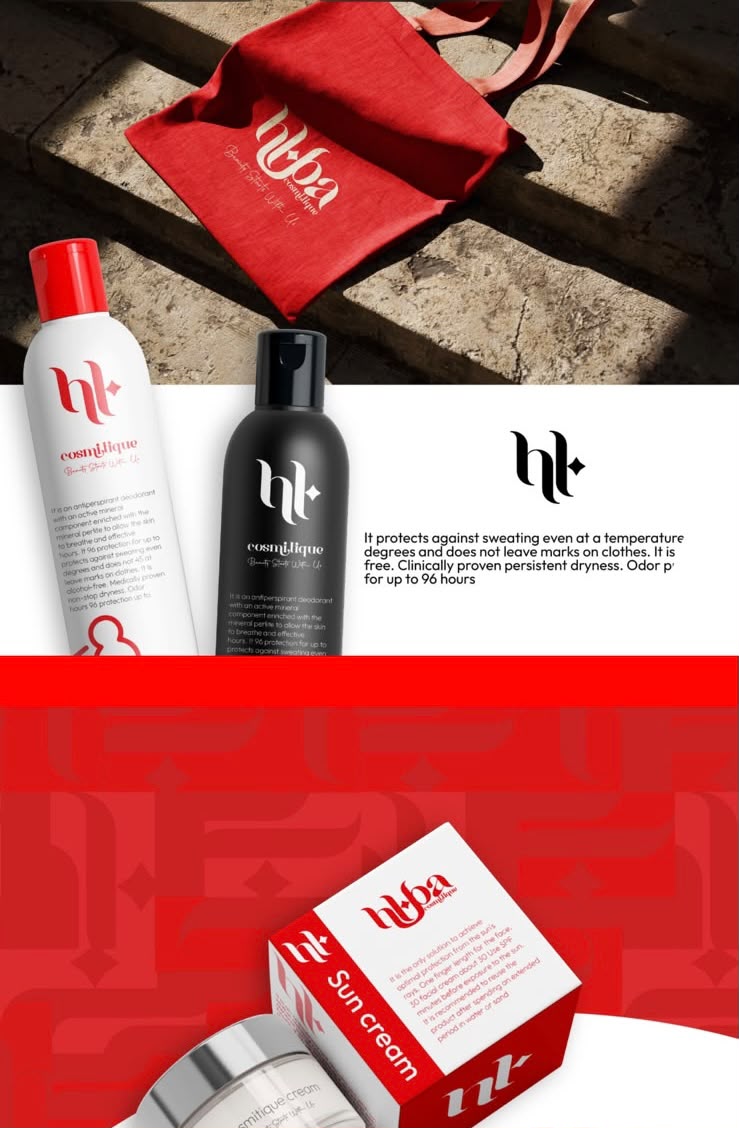 huba
cosmitique
Beauty Starts With Us
cosmitique
Beauty Starts With Us
It is an antiperspirant deodorant
with an active mineral
component enriched with the
mineral perlite to allow the skin
to breathe and effective
hours. It 96 protection for up to
protects against sweating even
degrees and does not 45 at
leave marks on clothes. It is
alcohol-free. Medically proven
non-stop dryness. Odor
hours 96 protection up to
cosmitique
Beauty Starts With Us
It is an antiperspirant deodorant
with an active mineral
component enriched with the
mineral perlite to allow the skin
to breathe and effective
hours. It 96 protection for up to
protects against sweating even
It protects against sweating even at a temperature
degrees and does not leave marks on clothes. It is
free. Clinically proven persistent dryness. Odor p
for up to 96 hours
huba
cosmitique
It is the only solution to achieve
optimal protection from the sun's
rays. One finger length for the face.
30 facial cream about 30 Use SPF
minutes before exposure to the sun.
It is recommended to reuse the
product after spending an extended
period in water or sand
Sun cream
smitique cream